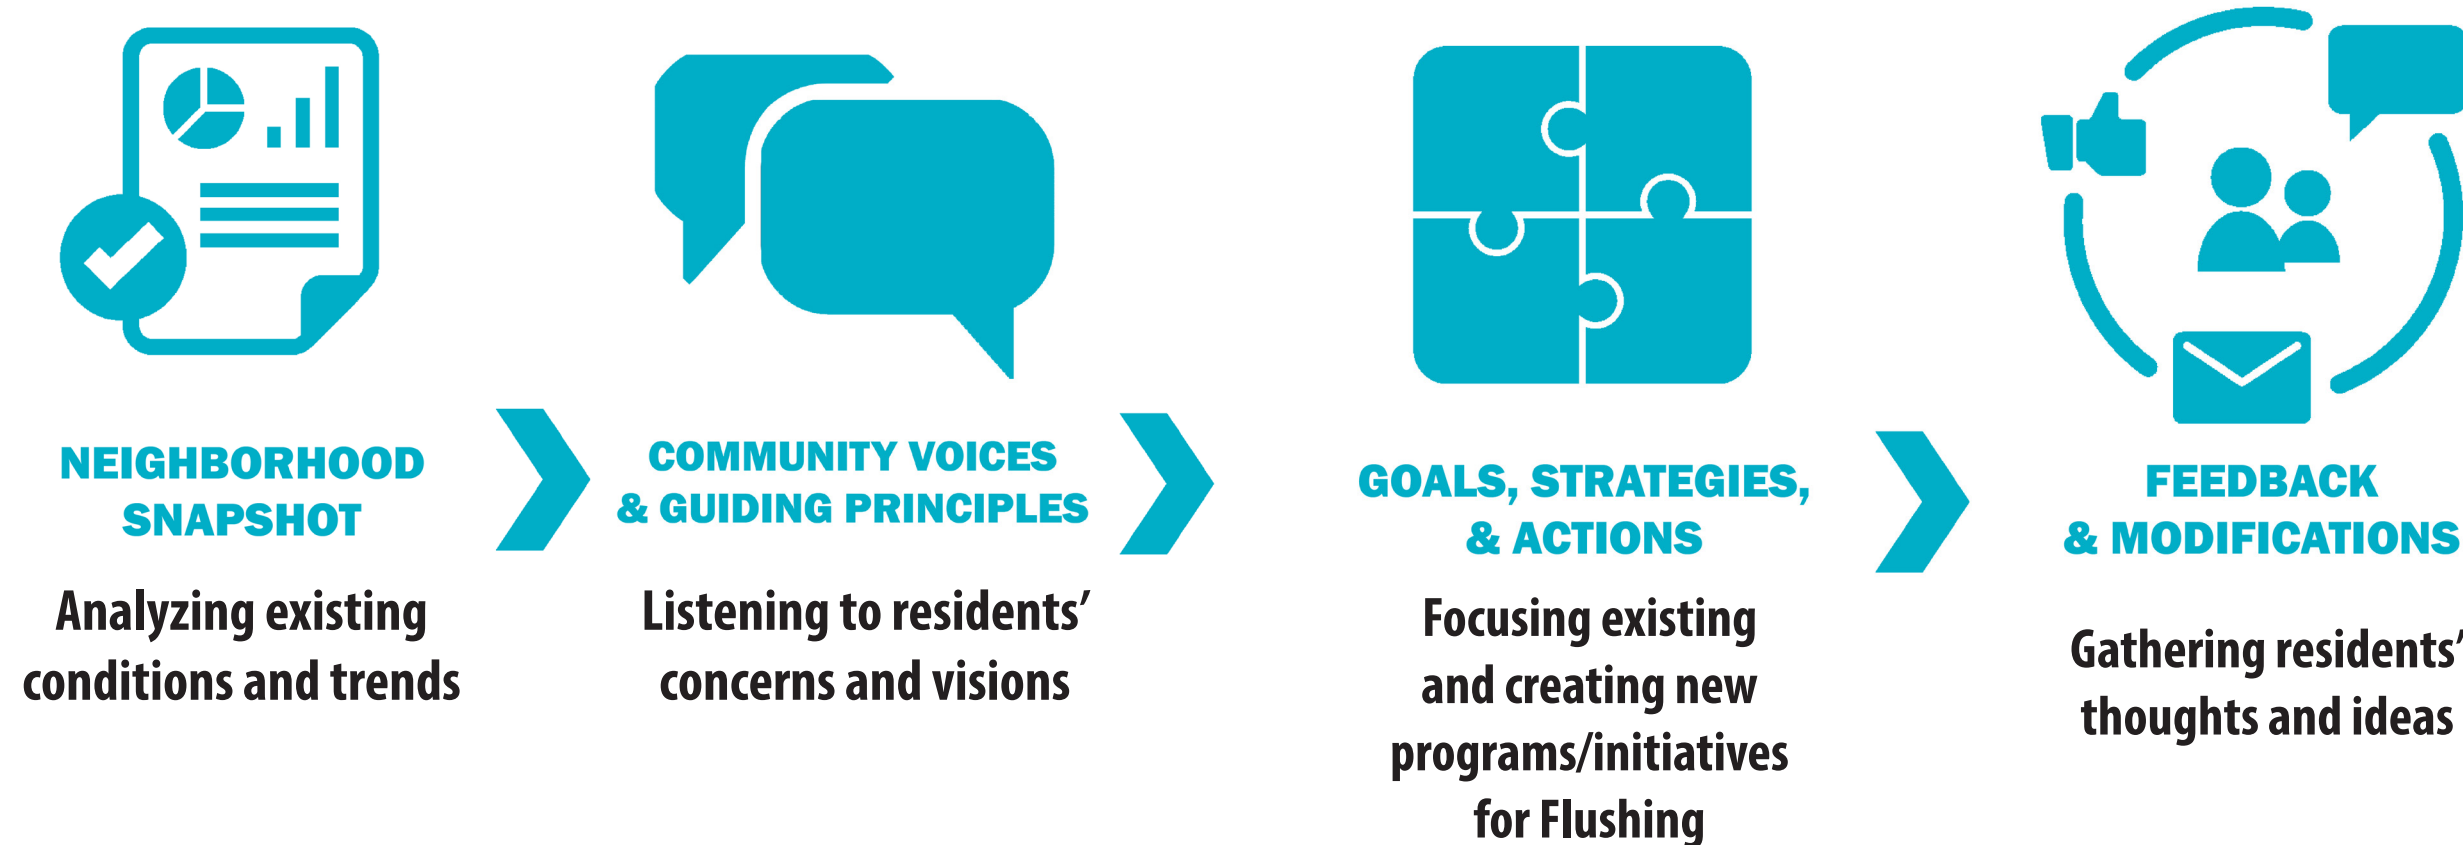 NEIGHBORHOOD
SNAPSHOT
Analyzing existing
conditions and trends
COMMUNITY VOICES
& GUIDING PRINCIPLES
Listening to residents’
concerns and visions
GOALS, STRATEGIES,
& ACTIONS
Focusing existing
and creating new
programs/initiatives
for Flushing
FEEDBACK
& MODIFICATIONS
Gathering residents’
thoughts and ideas